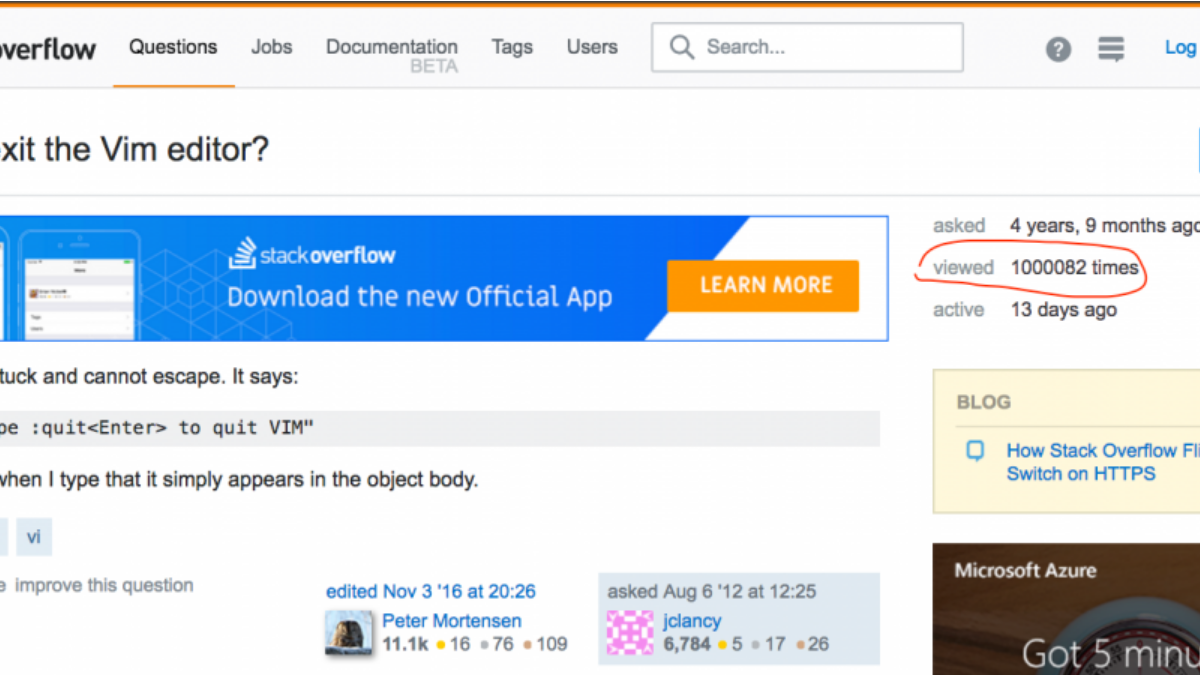 overflow Questions Jobs Documentation Tags Users Search... ? Log
BETA
xit the Vim editor?
stackoverflow
Download the new Official App
LEARN MORE
asked 4 years, 9 months ago
viewed 1000082 times
active 13 days ago
tuck and cannot escape. It says:
pe :quit<Enter> to quit VIM"
when I type that it simply appears in the object body.
vi
e improve this question
edited Nov 3 '16 at 20:26
Peter Mortensen
11.1k 16 76 109
asked Aug 6 '12 at 12:25
jclancy
6,784 5 17 26
BLOG
How Stack Overflow Fli
Switch on HTTPS
Microsoft Azure
Got 5 minu